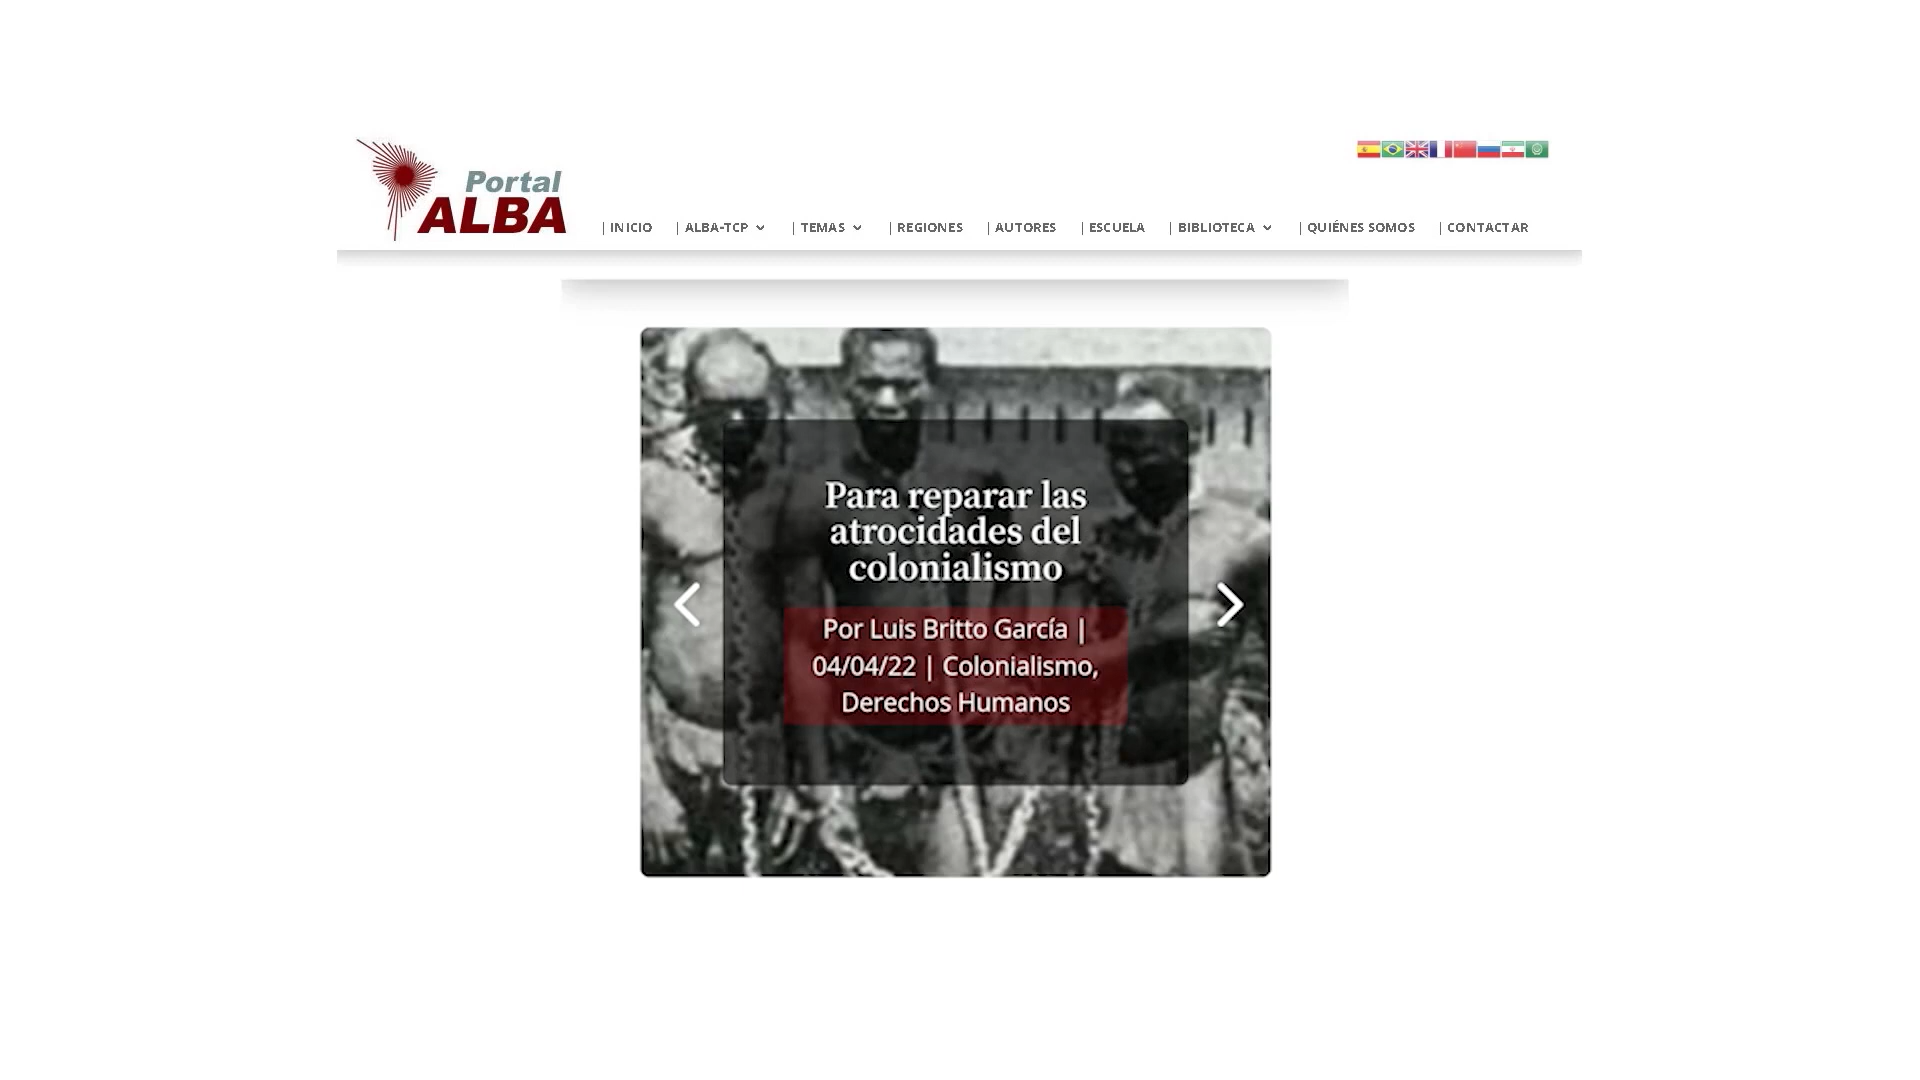 Portal
ALBA
| INICIO | ALBA-TCP | TEMAS | REGIONES | AUTORES | ESCUELA | BIBLIOTECA | QUIÉNES SOMOS | CONTACTAR
Para reparar las
atrocidades del
colonialismo
Por Luis Britto García |
04/04/22 | Colonialismo,
Derechos Humanos